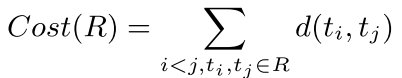 Cost(R) = \sum_{i<j,t_i,t_j \in R} d(t_i, t_j)